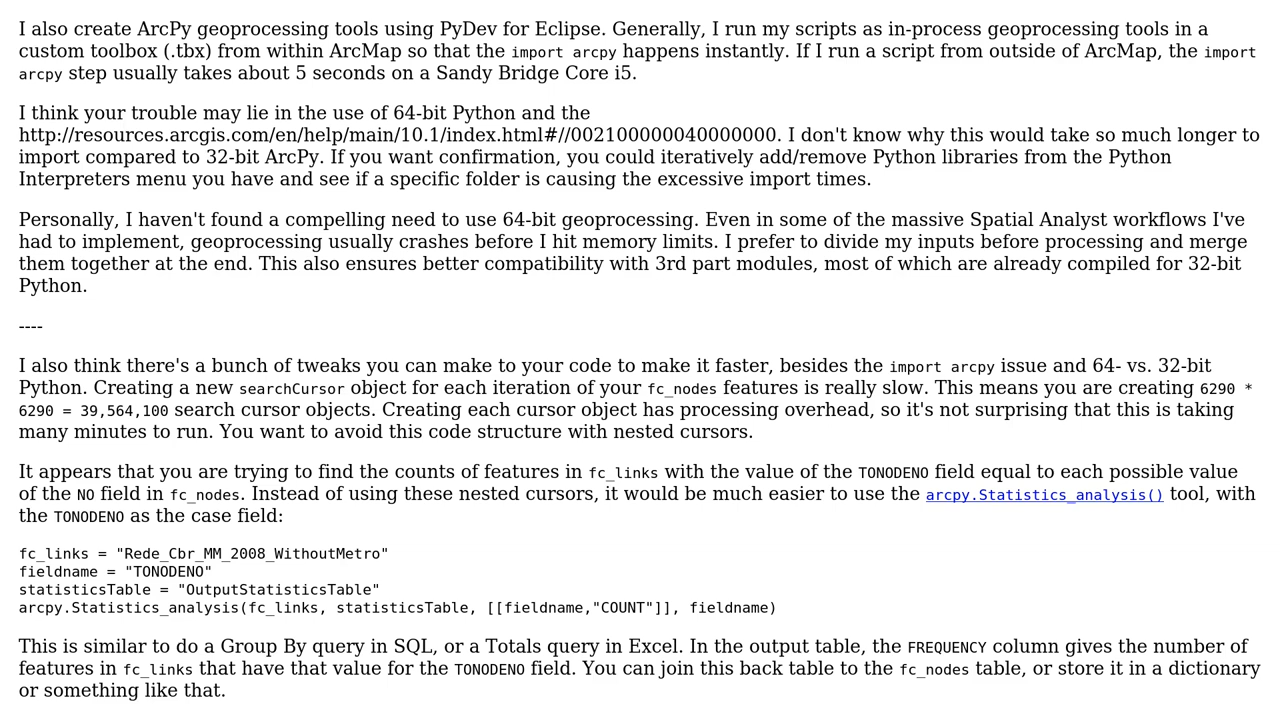 I also create ArcPy geoprocessing tools using PyDev for Eclipse. Generally, I run my scripts as in-process geoprocessing tools in a
custom toolbox (.tbx) from within ArcMap so that the import arcpy happens instantly. If I run a script from outside of ArcMap, the import
arcpy step usually takes about 5 seconds on a Sandy Bridge Core i5.
I think your trouble may lie in the use of 64-bit Python and the
http://resources.arcgis.com/en/help/main/10.1/index.html#//002100000040000000. I don't know why this would take so much longer to
import compared to 32-bit ArcPy. If you want confirmation, you could iteratively add/remove Python libraries from the Python
Interpreters menu you have and see if a specific folder is causing the excessive import times.
Personally, I haven't found a compelling need to use 64-bit geoprocessing. Even in some of the massive Spatial Analyst workflows I've
had to implement, geoprocessing usually crashes before I hit memory limits. I prefer to divide my inputs before processing and merge
them together at the end. This also ensures better compatibility with 3rd part modules, most of which are already compiled for 32-bit
Python.
----
I also think there's a bunch of tweaks you can make to your code to make it faster, besides the import arcpy issue and 64- vs. 32-bit
Python. Creating a new searchCursor object for each iteration of your fc_nodes features is really slow. This means you are creating 6290 *
6290 = 39,564,100 search cursor objects. Creating each cursor object has processing overhead, so it's not surprising that this is taking
many minutes to run. You want to avoid this code structure with nested cursors.
It appears that you are trying to find the counts of features in fc_links with the value of the TONODENO field equal to each possible value
of the NO field in fc_nodes. Instead of using these nested cursors, it would be much easier to use the arcpy.Statistics_analysis() tool, with
the TONODENO as the case field:
fc_links = "Rede_Cbr_MM_2008_WithoutMetro"
fieldname = "TONODENO"
statisticsTable = "OutputStatisticsTable"
arcpy.Statistics_analysis(fc_links, statisticsTable, [[fieldname,"COUNT"]], fieldname)
This is similar to do a Group By query in SQL, or a Totals query in Excel. In the output table, the FREQUENCY column gives the number of
features in fc_links that have that value for the TONODENO field. You can join this back table to the fc_nodes table, or store it in a dictionary
or something like that.